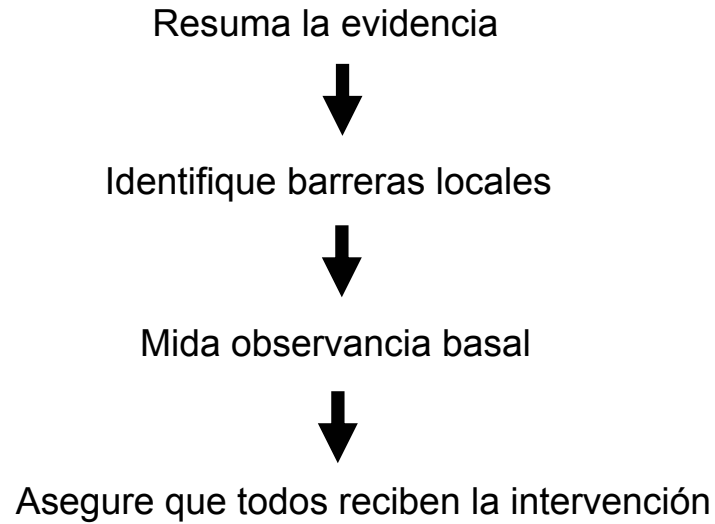 Resuma la evidencia
Identifique barreras locales
Mida observancia basal
Asegure que todos reciben la intervención